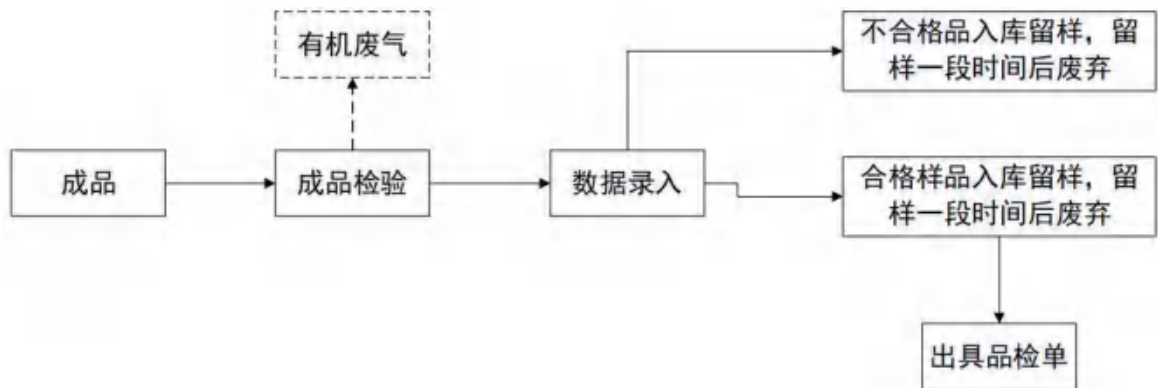 有机废气
不合格品入库留样，留
样一段时间后废弃
成品
成品检验
数据录入
合格样品入库留样，留
样一段时间后废弃
出具品检单